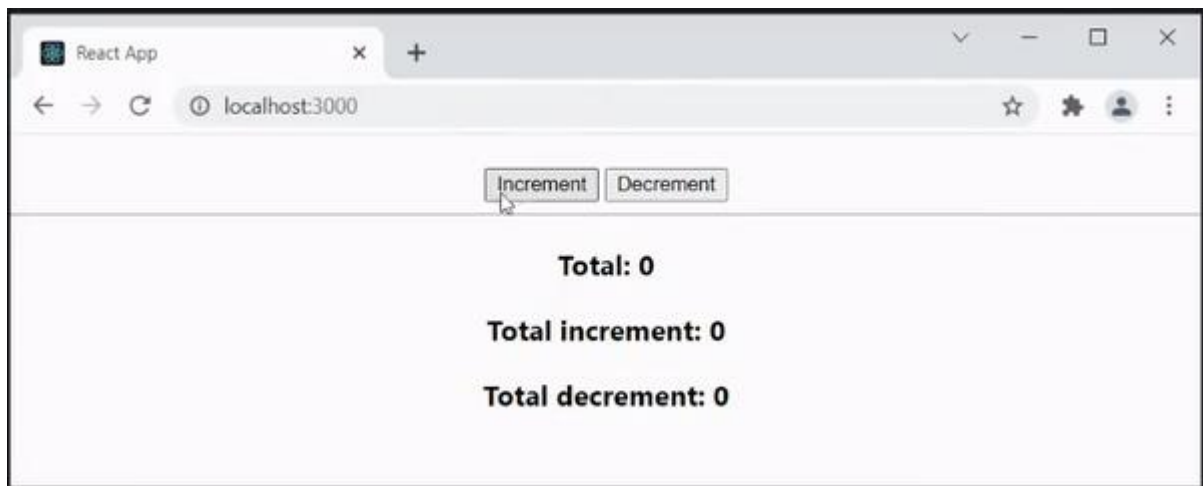 React App
localhost:3000
Increment Decrement
Total: 0
Total increment: 0
Total decrement: 0